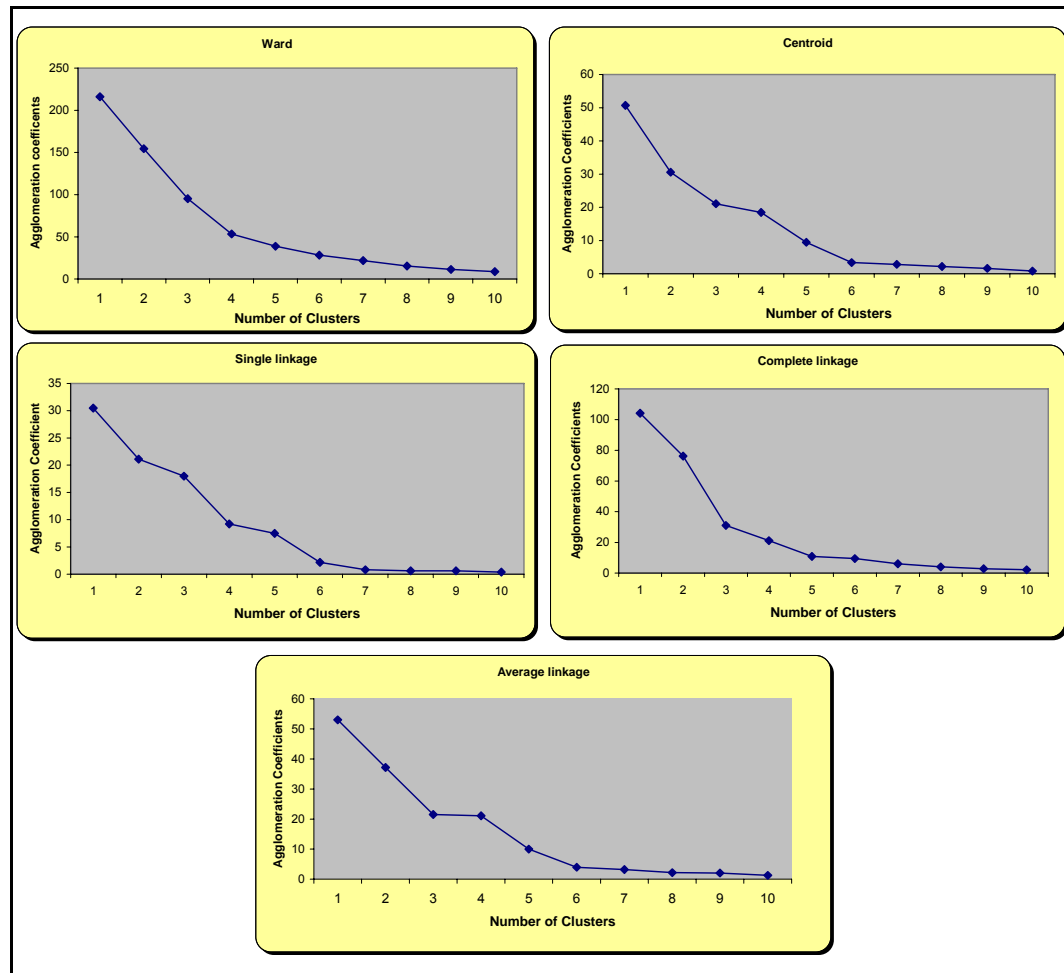 Ward
Agglomeration coefficents
250
200
150
100
50
0
1 2 3 4 5 6 7 8 9 10
Number of Clusters
Centroid
Agglomeration Coefficients
60
50
40
30
20
10
0
1 2 3 4 5 6 7 8 9 10
Number of Clusters
Single linkage
Agglomeration Coefficient
35
30
25
20
15
10
5
0
1 2 3 4 5 6 7 8 9 10
Number of Clusters
Complete linkage
Agglomeration Coefficients
120
100
80
60
40
20
0
1 2 3 4 5 6 7 8 9 10
Number of Clusters
Average linkage
Agglomeration Coefficients
60
50
40
30
20
10
0
1 2 3 4 5 6 7 8 9 10
Number of Clusters